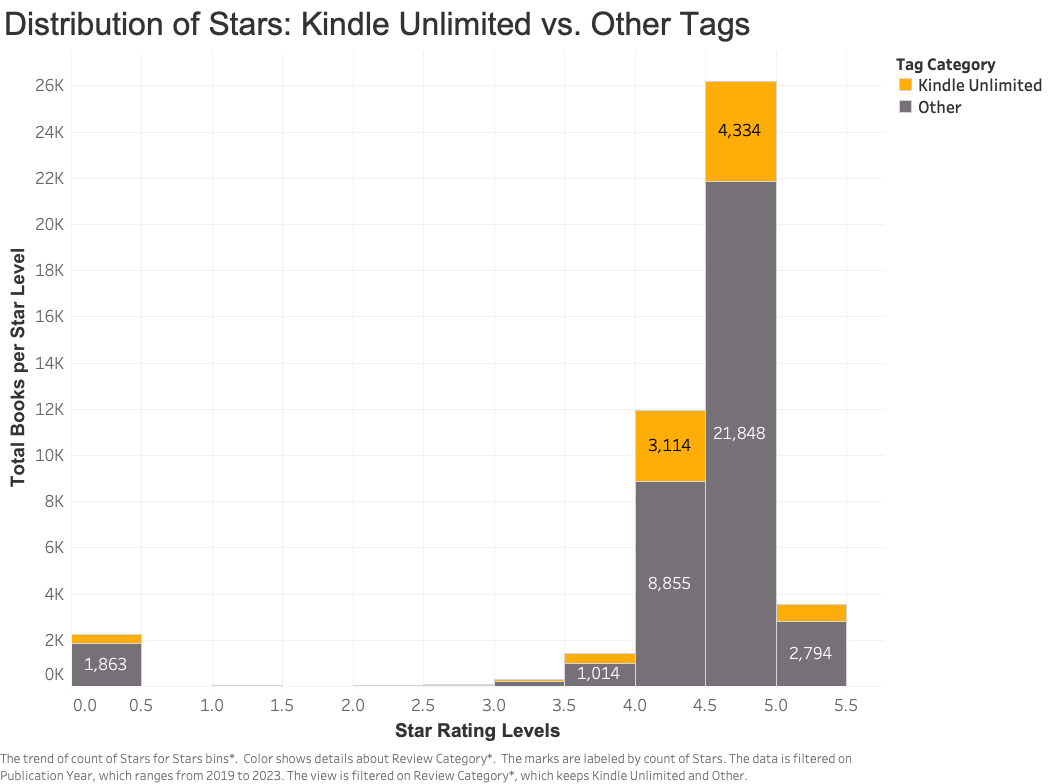 Distribution of Stars: Kindle Unlimited vs. Other Tags
Tag Category
Kindle Unlimited
Other
Total Books per Star Level
26K
24K
22K
20K
18K
16K
14K
12K
10K
8K
6K
4K
2K
0K
4,334
3,114
21,848
8,855
1,863
1,014
2,794
0.0 0.5 1.0 1.5 2.0 2.5 3.0 3.5 4.0 4.5 5.0 5.5
Star Rating Levels
The trend of count of Stars for Stars bins*.  Color shows details about Review Category*.  The marks are labeled by count of Stars. The data is filtered on
Publication Year, which ranges from 2019 to 2023. The view is filtered on Review Category*, which keeps Kindle Unlimited and Other.